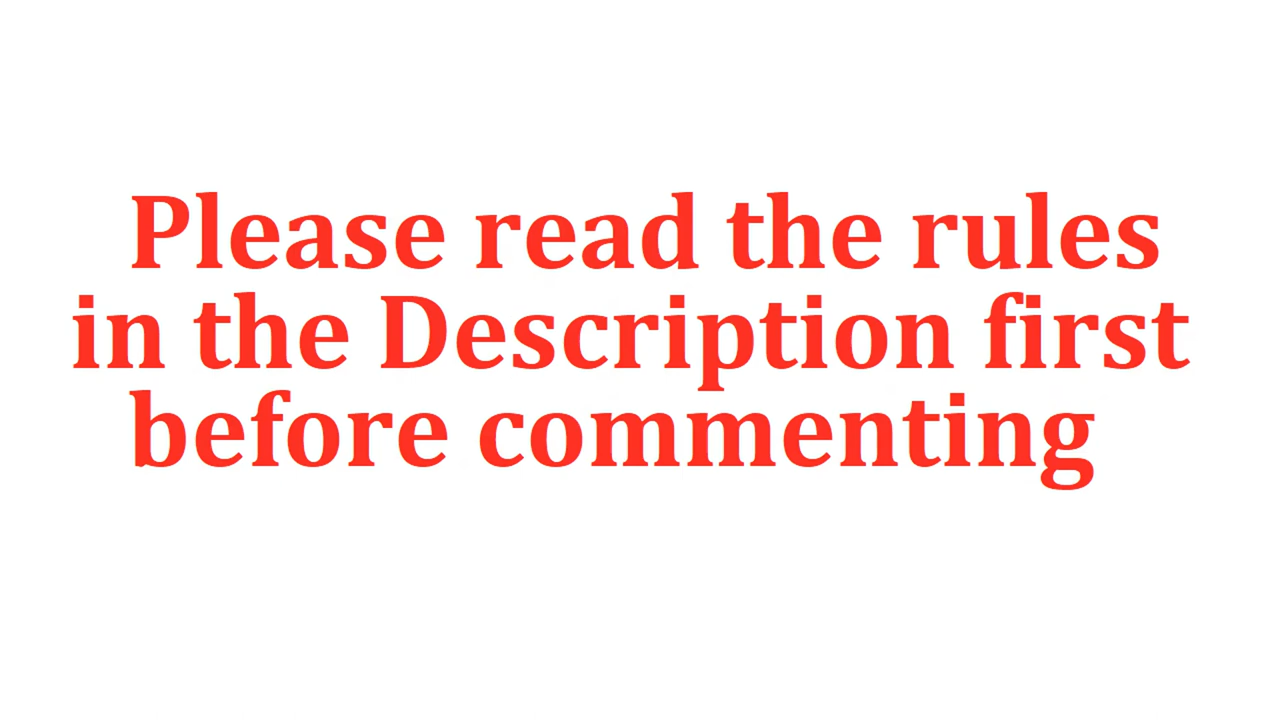 Please read the rules
in the Description first
before commenting